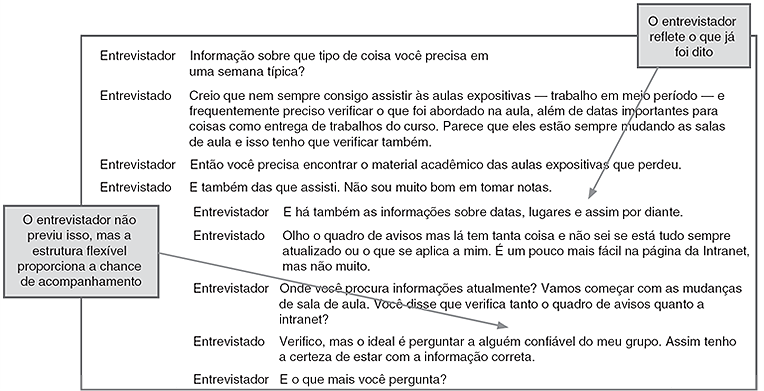 O entrevistador
reflete o que já
foi dito
Entrevistador Informação sobre que tipo de coisa você precisa em
uma semana típica?
Entrevistado Creio que nem sempre consigo assistir às aulas expositivas — trabalho em meio período — e
frequentemente preciso verificar o que foi abordado na aula, além de datas importantes para
coisas como entrega de trabalhos do curso. Parece que eles estão sempre mudando as salas
de aula e isso tenho que verificar também.
Entrevistador Então você precisa encontrar o material acadêmico das aulas expositivas que perdeu.
Entrevistado E também das que assisti. Não sou muito bom em tomar notas.
O entrevistador não
previu isso, mas a
estrutura flexível
proporciona a chance
de acompanhamento
Entrevistador E há também as informações sobre datas, lugares e assim por diante.
Entrevistado Olho o quadro de avisos mas lá tem tanta coisa e não sei se está tudo sempre
atualizado ou o que se aplica a mim. É um pouco mais fácil na página da Intranet,
mas não muito.
Entrevistador Onde você procura informações atualmente? Vamos começar com as mudanças
de sala de aula. Você disse que verifica tanto o quadro de avisos quanto a
intranet?
Entrevistado Verifico, mas o ideal é perguntar a alguém confiável do meu grupo. Assim tenho
a certeza de estar com a informação correta.
Entrevistador E o que mais você pergunta?